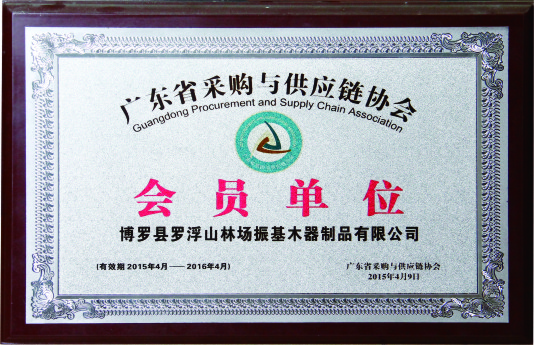 广东省采购与供应链协会
Guangdong Procurement and Supply Chain Association
会员单位
博罗县罗浮山林场振基木器制品有限公司
(有效期 2015年4月——2016年4月)
广东省采购与供应链协会
2015年4月9日